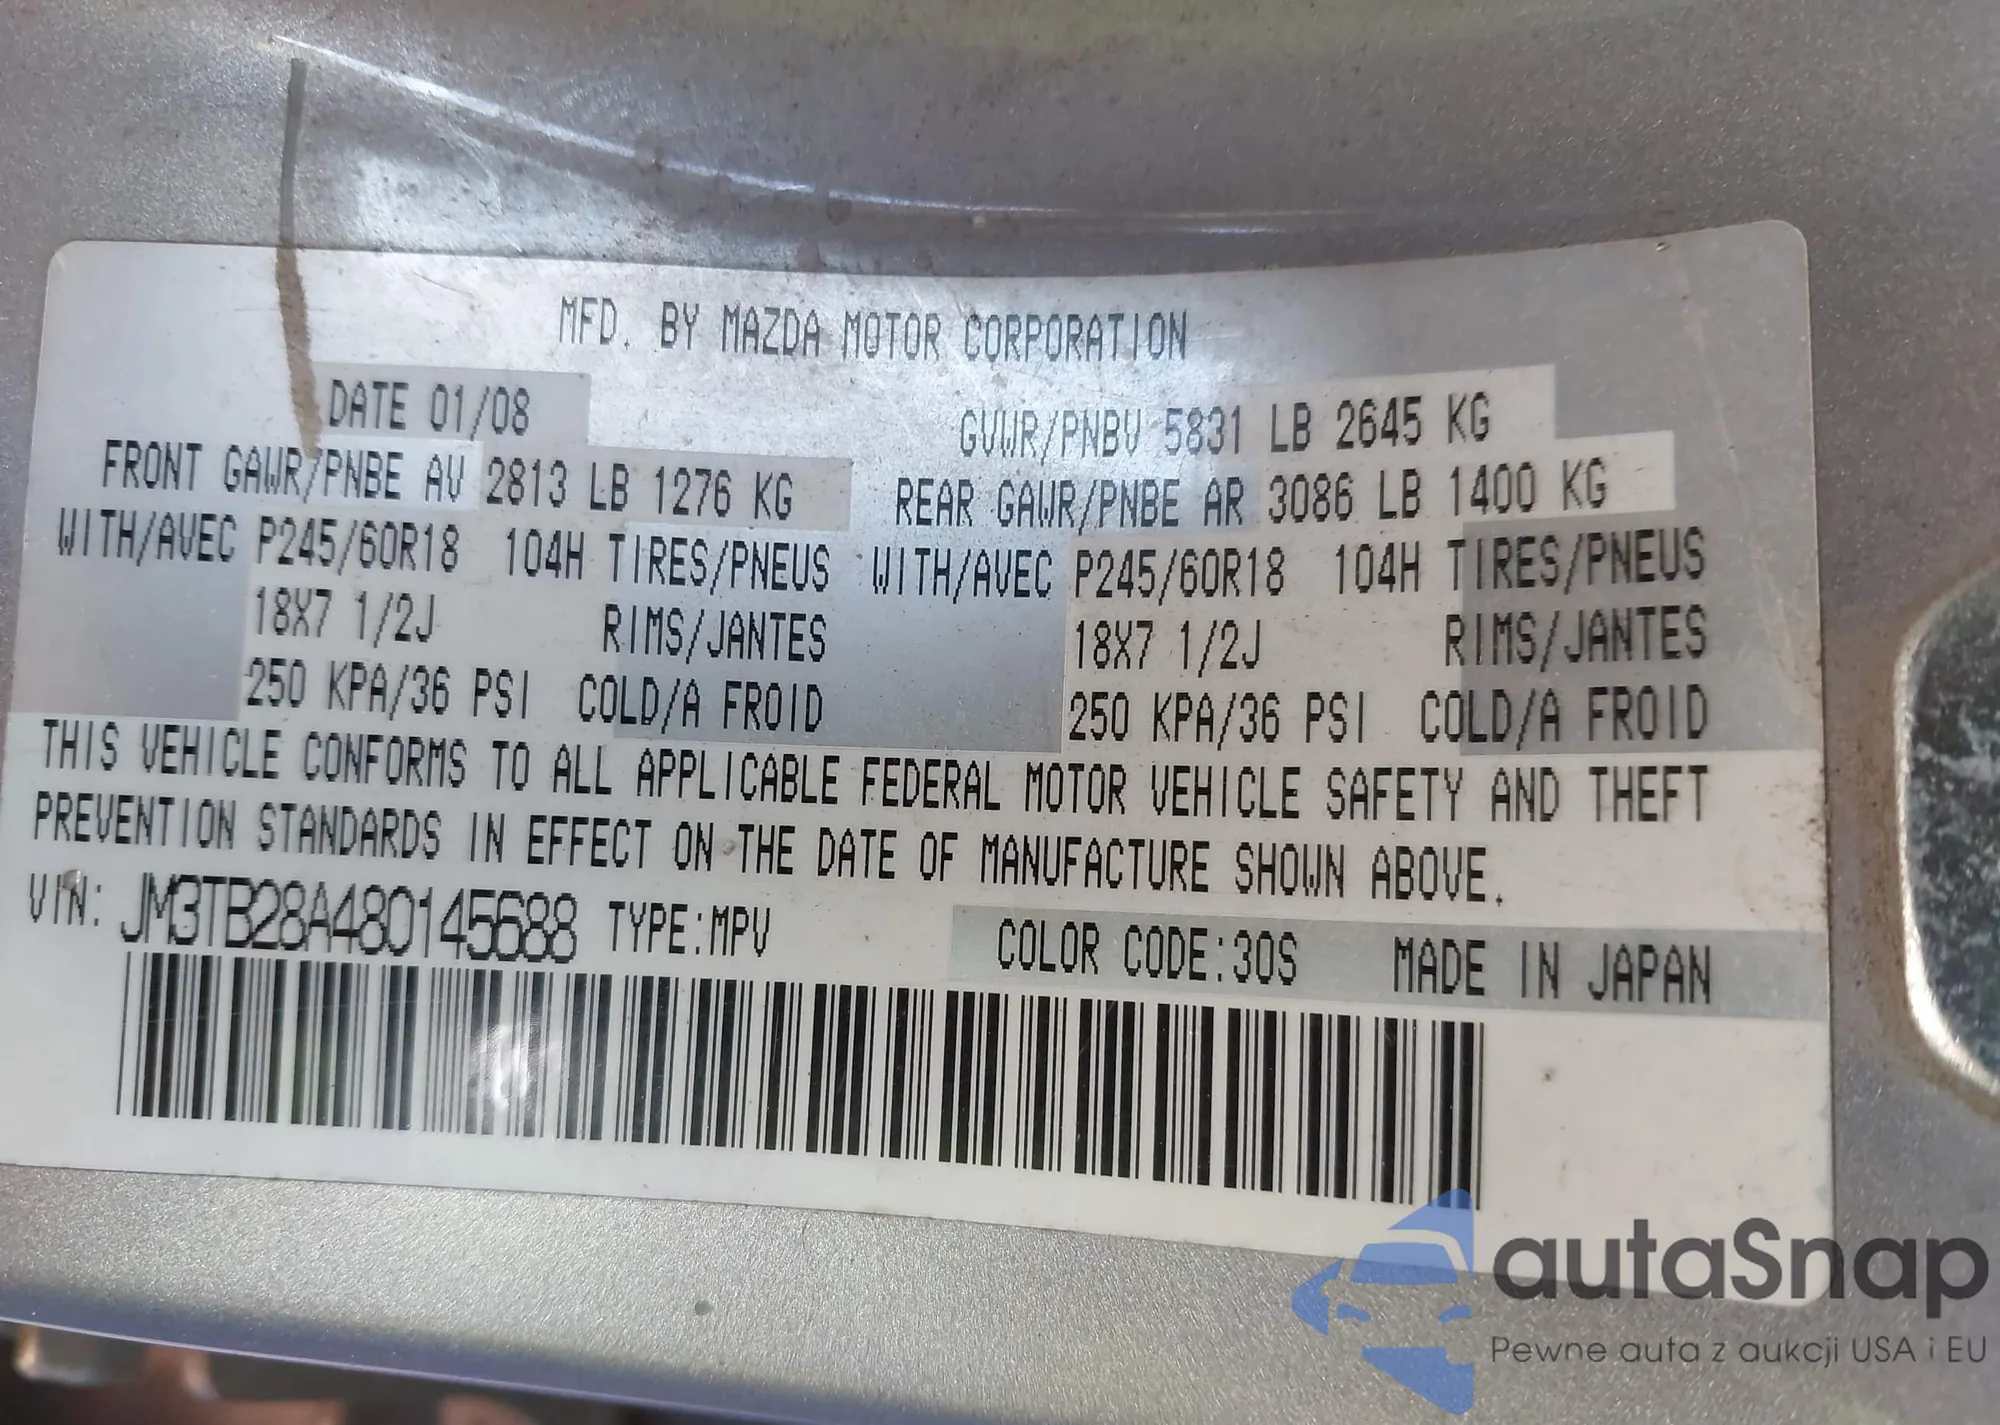 MFD. BY MAZDA MOTOR CORPORATION
DATE 01/08 GVWR/PNBV 5831 LB 2645 KG
FRONT GAWR/PNBE AV 2813 LB 1276 KG REAR GAWR/PNBE AR 3086 LB 1400 KG
WITH/AVEC P245/60R18 104H TIRES/PNEUS WITH/AVEC P245/60R18 104H TIRES/PNEUS
18X7 1/2J RIMS/JANTES 18X7 1/2J RIMS/JANTES
250 KPA/36 PSI COLD/A FROID 250 KPA/36 PSI COLD/A FROID
THIS VEHICLE CONFORMS TO ALL APPLICABLE FEDERAL MOTOR VEHICLE SAFETY AND THEFT
PREVENTION STANDARDS IN EFFECT ON THE DATE OF MANUFACTURE SHOWN ABOVE.
VIN: JM3TB28A480145688 TYPE:MPV COLOR CODE:30S MADE IN JAPAN
autaSnap
Pewne auta z aukcji USA i EU